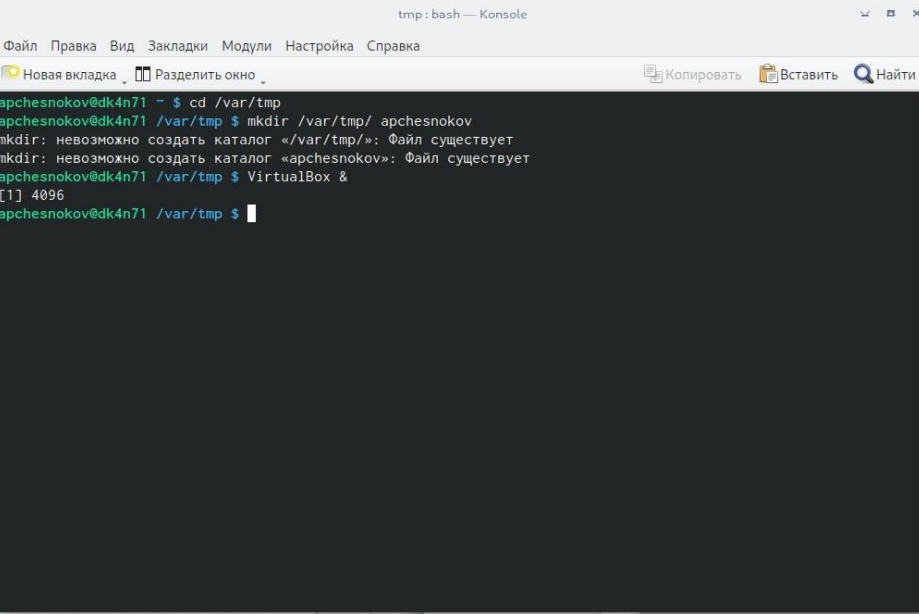 tmp : bash — Konsole
Файл Правка Вид Закладки Модули Настройка Справка
Новая вкладка Разделить окно Копировать Вставить Найти
apchesnokov@dk4n71 ~ $ cd /var/tmp
apchesnokov@dk4n71 /var/tmp $ mkdir /var/tmp/ apchesnokov
mkdir: невозможно создать каталог «/var/tmp/»: Файл существует
mkdir: невозможно создать каталог «apchesnokov»: Файл существует
apchesnokov@dk4n71 /var/tmp $ VirtualBox &
[1] 4096
apchesnokov@dk4n71 /var/tmp $